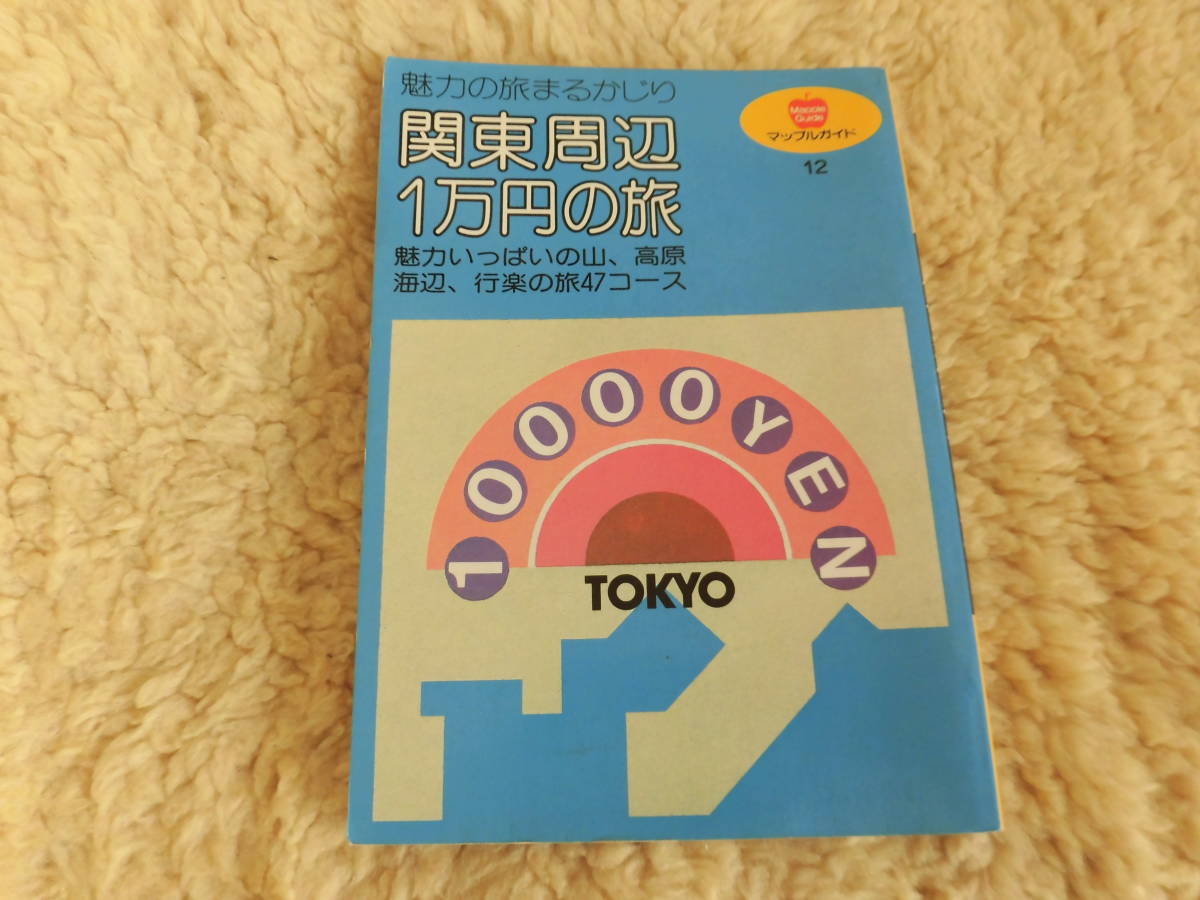 魅力の旅まるかじり
関東周辺
1万円の旅
魅力いっぱいの山、高原
海辺、行楽の旅47コース
Mapple
Guide
マップルガイド
12
10000YEN
TOKYO